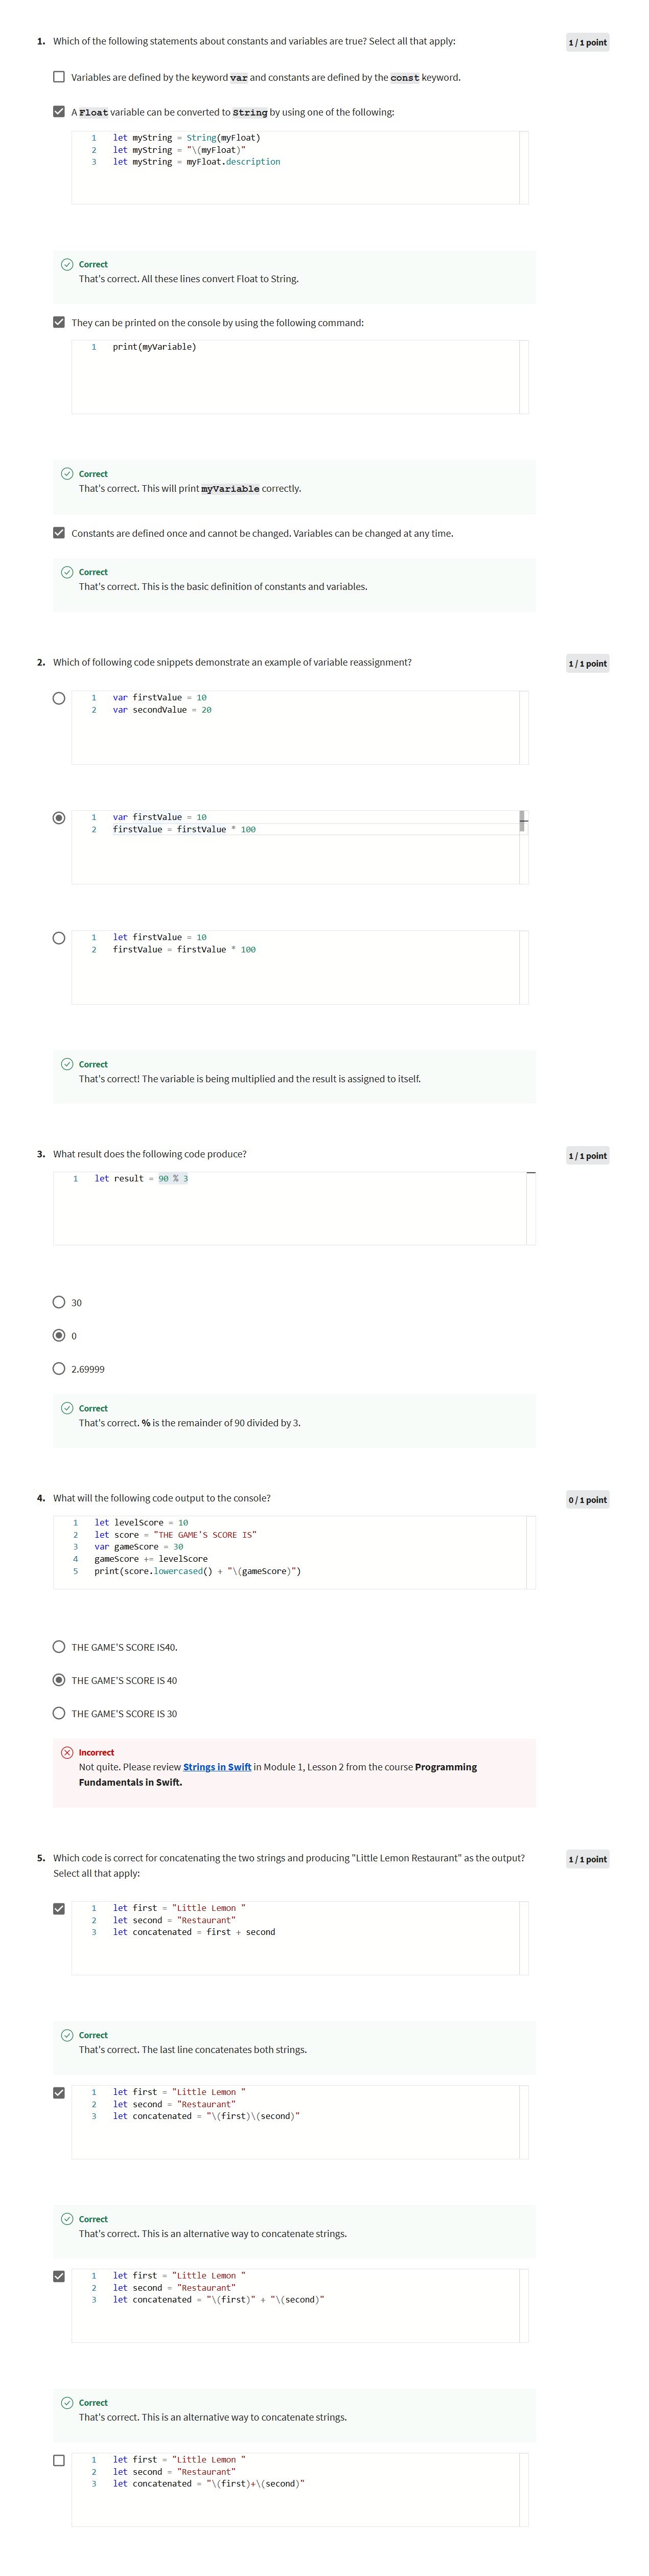 1. Which of the following statements about constants and variables are true? Select all that apply:
1 / 1 point
Variables are defined by the keyword var and constants are defined by the const keyword.
A Float variable can be converted to String by using one of the following:
1 let myString = String(myFloat)
2 let myString = "\(myFloat)"
3 let myString = myFloat.description
Correct
That's correct. All these lines convert Float to String.
They can be printed on the console by using the following command:
1 print(myVariable)
Correct
That's correct. This will print myVariable correctly.
Constants are defined once and cannot be changed. Variables can be changed at any time.
Correct
That's correct. This is the basic definition of constants and variables.
2. Which of following code snippets demonstrate an example of variable reassignment?
1 / 1 point
1 var firstValue = 10
2 var secondValue = 20
1 var firstValue = 10
2 firstValue = firstValue * 100
1 let firstValue = 10
2 firstValue = firstValue * 100
Correct
That's correct! The variable is being multiplied and the result is assigned to itself.
3. What result does the following code produce?
1 / 1 point
1 let result = 90 % 3
30
0
2.69999
Correct
That's correct. % is the remainder of 90 divided by 3.
4. What will the following code output to the console?
0 / 1 point
1 let levelScore = 10
2 let score = "THE GAME'S SCORE IS"
3 var gameScore = 30
4 gameScore += levelScore
5 print(score.lowercased() + "\(gameScore)")
THE GAME'S SCORE IS40.
THE GAME'S SCORE IS 40
THE GAME'S SCORE IS 30
Incorrect
Not quite. Please review Strings in Swift in Module 1, Lesson 2 from the course Programming
Fundamentals in Swift.
5. Which code is correct for concatenating the two strings and producing "Little Lemon Restaurant" as the output?
1 / 1 point
Select all that apply:
1 let first = "Little Lemon "
2 let second = "Restaurant"
3 let concatenated = first + second
Correct
That's correct. The last line concatenates both strings.
1 let first = "Little Lemon "
2 let second = "Restaurant"
3 let concatenated = "\(first)\(second)"
Correct
That's correct. This is an alternative way to concatenate strings.
1 let first = "Little Lemon "
2 let second = "Restaurant"
3 let concatenated = "\(first)" + "\(second)"
Correct
That's correct. This is an alternative way to concatenate strings.
1 let first = "Little Lemon "
2 let second = "Restaurant"
3 let concatenated = "\(first)+\(second)"